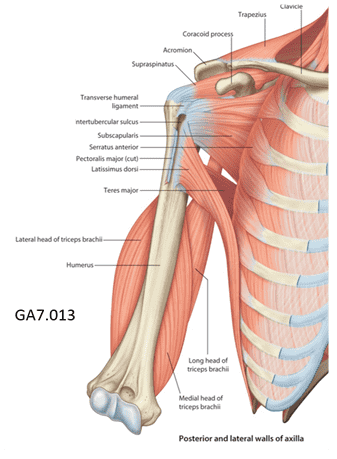 Clavicle
Trapezius
Coracoid process
Acromion
Supraspinatus
Transverse humeral
ligament
ntertubercular sulcus
Subscapularis
Serratus anterior
Pectoralis major (cut)
Latissimus dorsi
Teres major
Lateral head of triceps brachii
Humerus
GA7.013
Long head of
triceps brachii
Medial head of
triceps brachii
Posterior and lateral walls of axilla